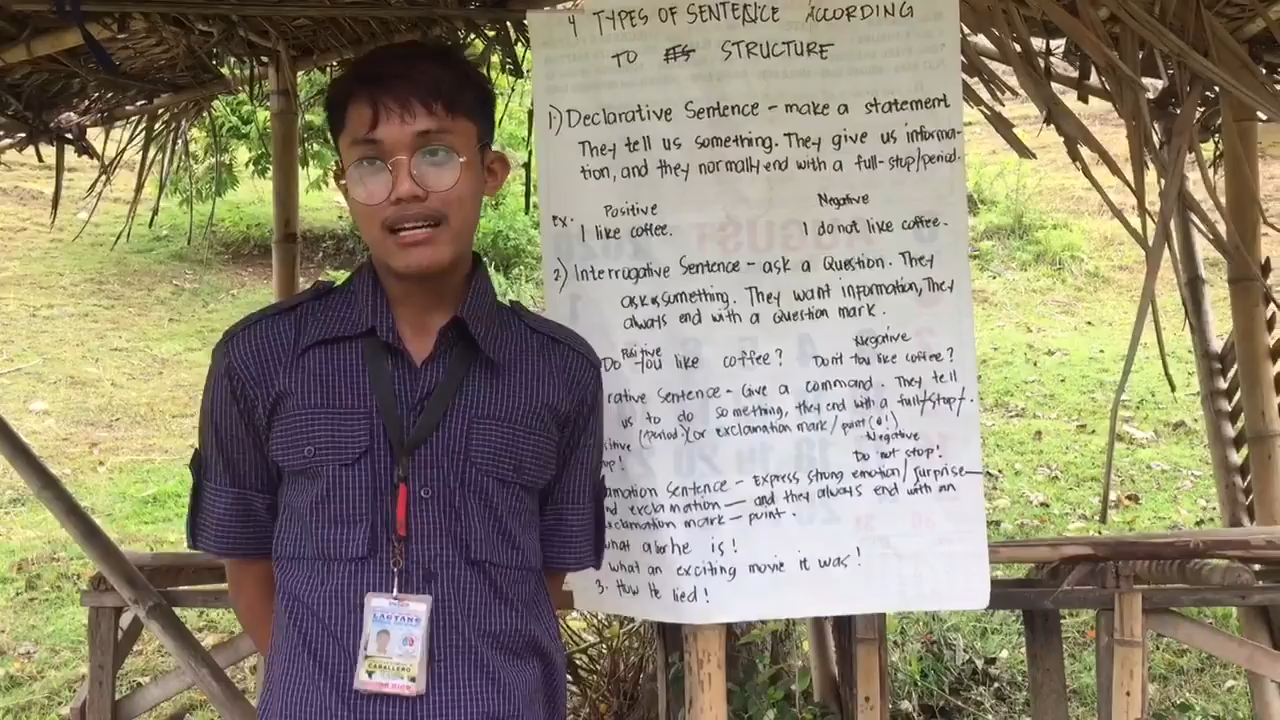 4 TYPES OF SENTENCE ACCORDING
TO STRUCTURE
1.) Declarative Sentence - make a statement
They tell us something. They give us informa-
tion, and they normally end with a full-stop/period.
Positive Negative
Ex. I like coffee. I do not like coffee.
2) Interrogative Sentence - ask a Question. They
ask us something. They want information, They
always end with a Question mark.
Positive Negative
Do You like coffee? Don't You like coffee?
rative Sentence - Give a command. They tell
us to do something, they end with a full/stop/.
(Period.) or exclamation mark/point (!)
sitive Negative
op! Do not stop!
amation Sentence - Express strong emotion/surprise
nd exclamation - and they always end with an
xclamation mark - point.
what a he is!
what an exciting movie it was!
3. How He lied!
AUGUST
LAGTANG
CABALLERO